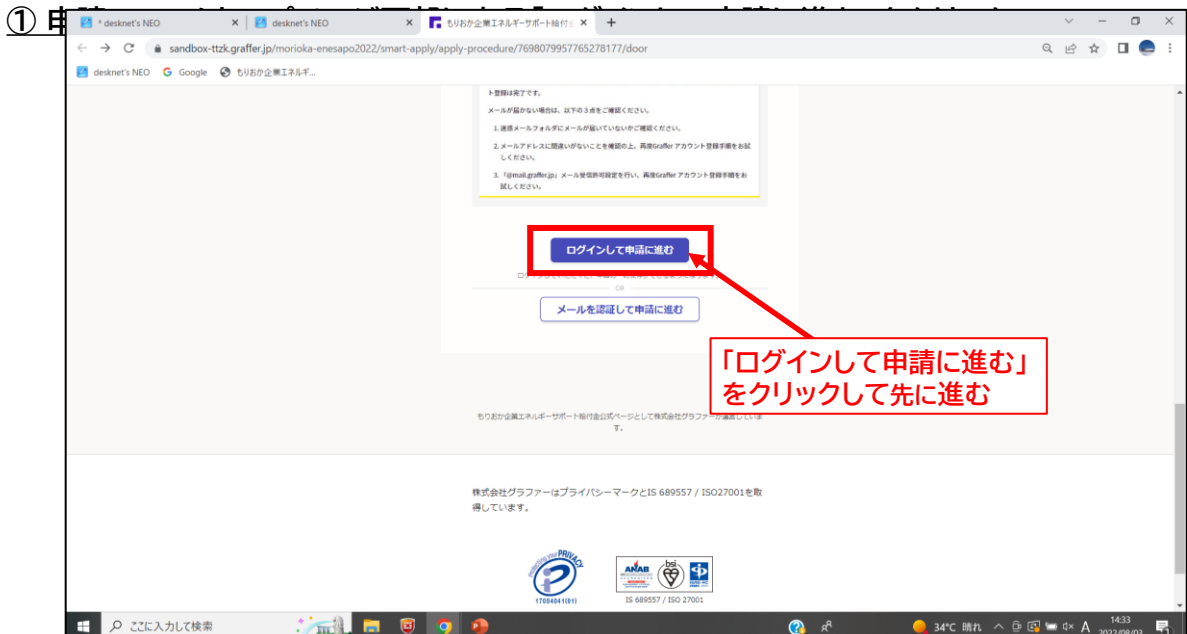 ① 申
* desknet's NEO
desknet's NEO
もりおか企業エネルギーサポート給付金
sandbox-ttzk.graffer.jp/morioka-enesapo2022/smart-apply/apply-procedure/7698079957765278177/door
desknet's NEO
Google
もりおか企業エネルギ...
ト登録は完了です。
メールが届かない場合は、以下の３点をご確認ください。
1. 迷惑メールフォルダにメールが届いていないかご確認ください。
2. メールアドレスに間違いがないことを確認の上、再度Graffer アカウント登録手順をお試
しください。
3. 「@mail.graffer.jp」メール受信許可設定を行い、再度Graffer アカウント登録手順をお
試しください。
ログインして申請に進む
OR
メールを認証して申請に進む
「ログインして申請に進む」
をクリックして先に進む
もりおか企業エネルギーサポート給付金公式ページとして株式会社グラファーが運営していま
す。
株式会社グラファーはプライバシーマークとIS 689557 / ISO27001を取
得しています。
PRIVACY
17004041(01)
ANAB
bsi
IS 689557 / ISO 27001
ここに入力して検索
34°C 晴れ
A
14:33
2022/08/03